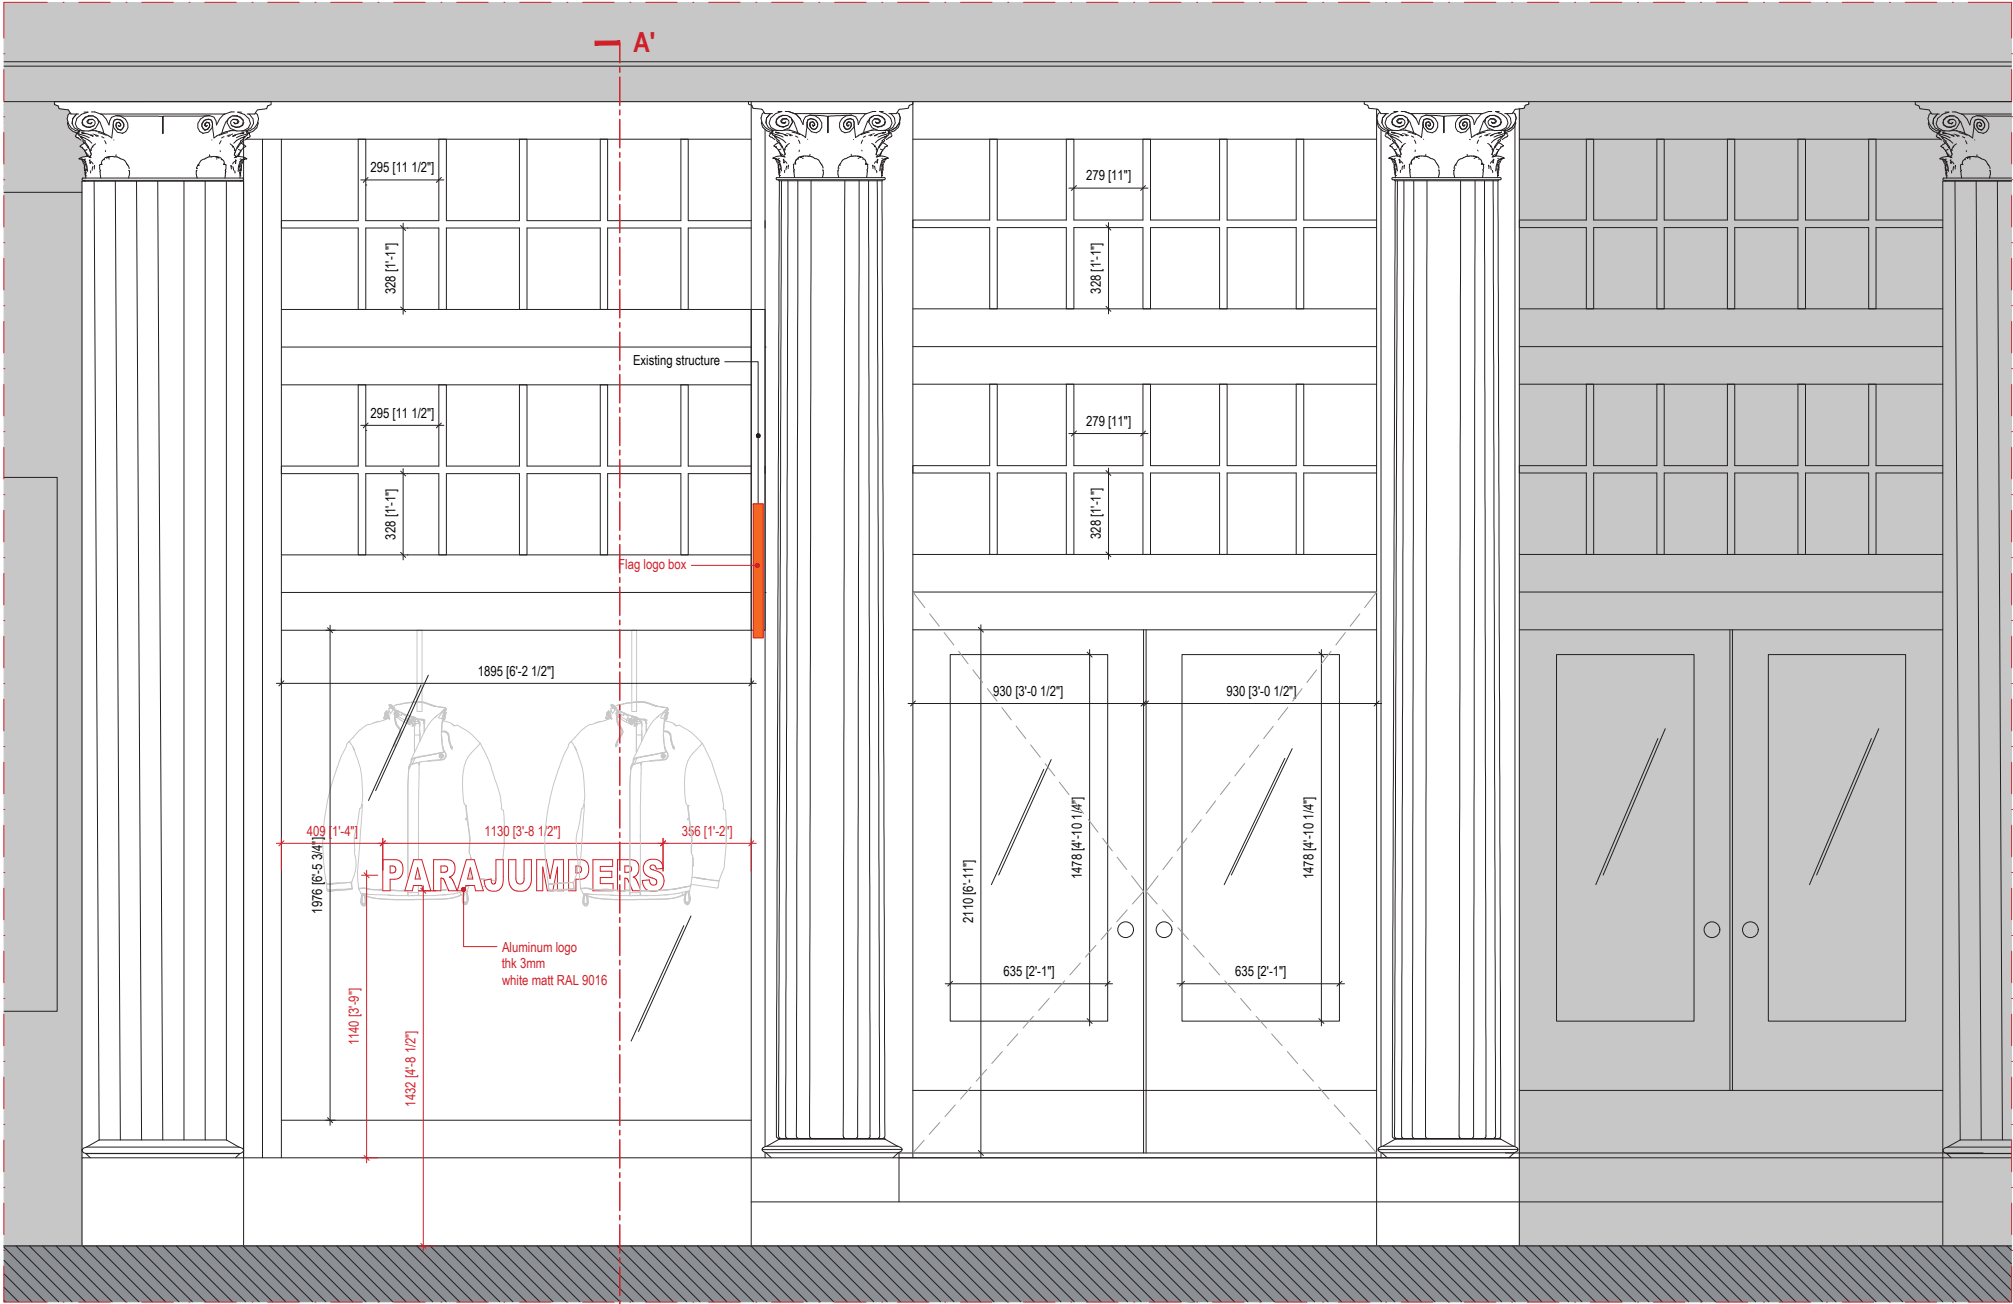 A'
295 [11 1/2"]
279 [11"]
328 [1'-1"]
328 [1'-1"]
Existing structure
295 [11 1/2"]
279 [11"]
328 [1'-1"]
328 [1'-1"]
Flag logo box
1895 [6'-2 1/2"]
930 [3'-0 1/2"]
930 [3'-0 1/2"]
409 [1'-4"]
1130 [3'-8 1/2"]
356 [1'-2"]
1976 [6'-5 3/4"]
PARAJUMPERS
2110 [6'-11"]
1478 [4'-10 1/4"]
1478 [4'-10 1/4"]
Aluminum logo
thk 3mm
white matt RAL 9016
635 [2'-1"]
635 [2'-1"]
1140 [3'-9"]
1432 [4'-8 1/2"]